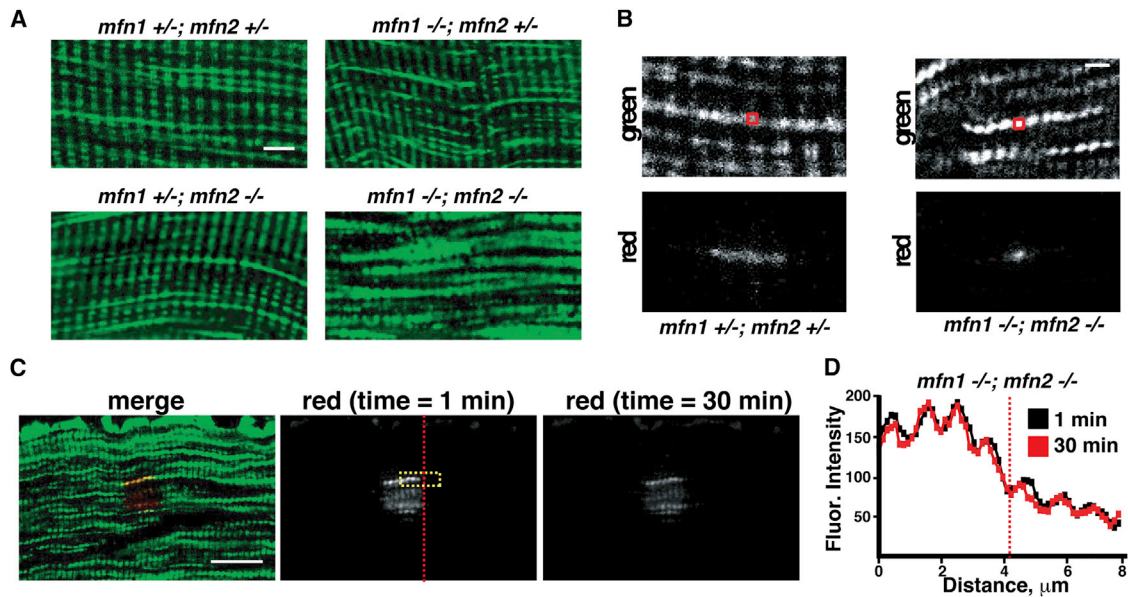 A
mfn1 +/-; mfn2 +/-
mfn1 -/-; mfn2 +/-
mfn1 +/-; mfn2 -/-
mfn1 -/-; mfn2 -/-
B
green
green
red
red
mfn1 +/-; mfn2 +/-
mfn1 -/-; mfn2 -/-
C
merge
red (time = 1 min)
red (time = 30 min)
D
mfn1 -/-; mfn2 -/-
Fluor. Intensity
200
150
100
50
1 min
30 min
0 2 4 6 8
Distance, μm